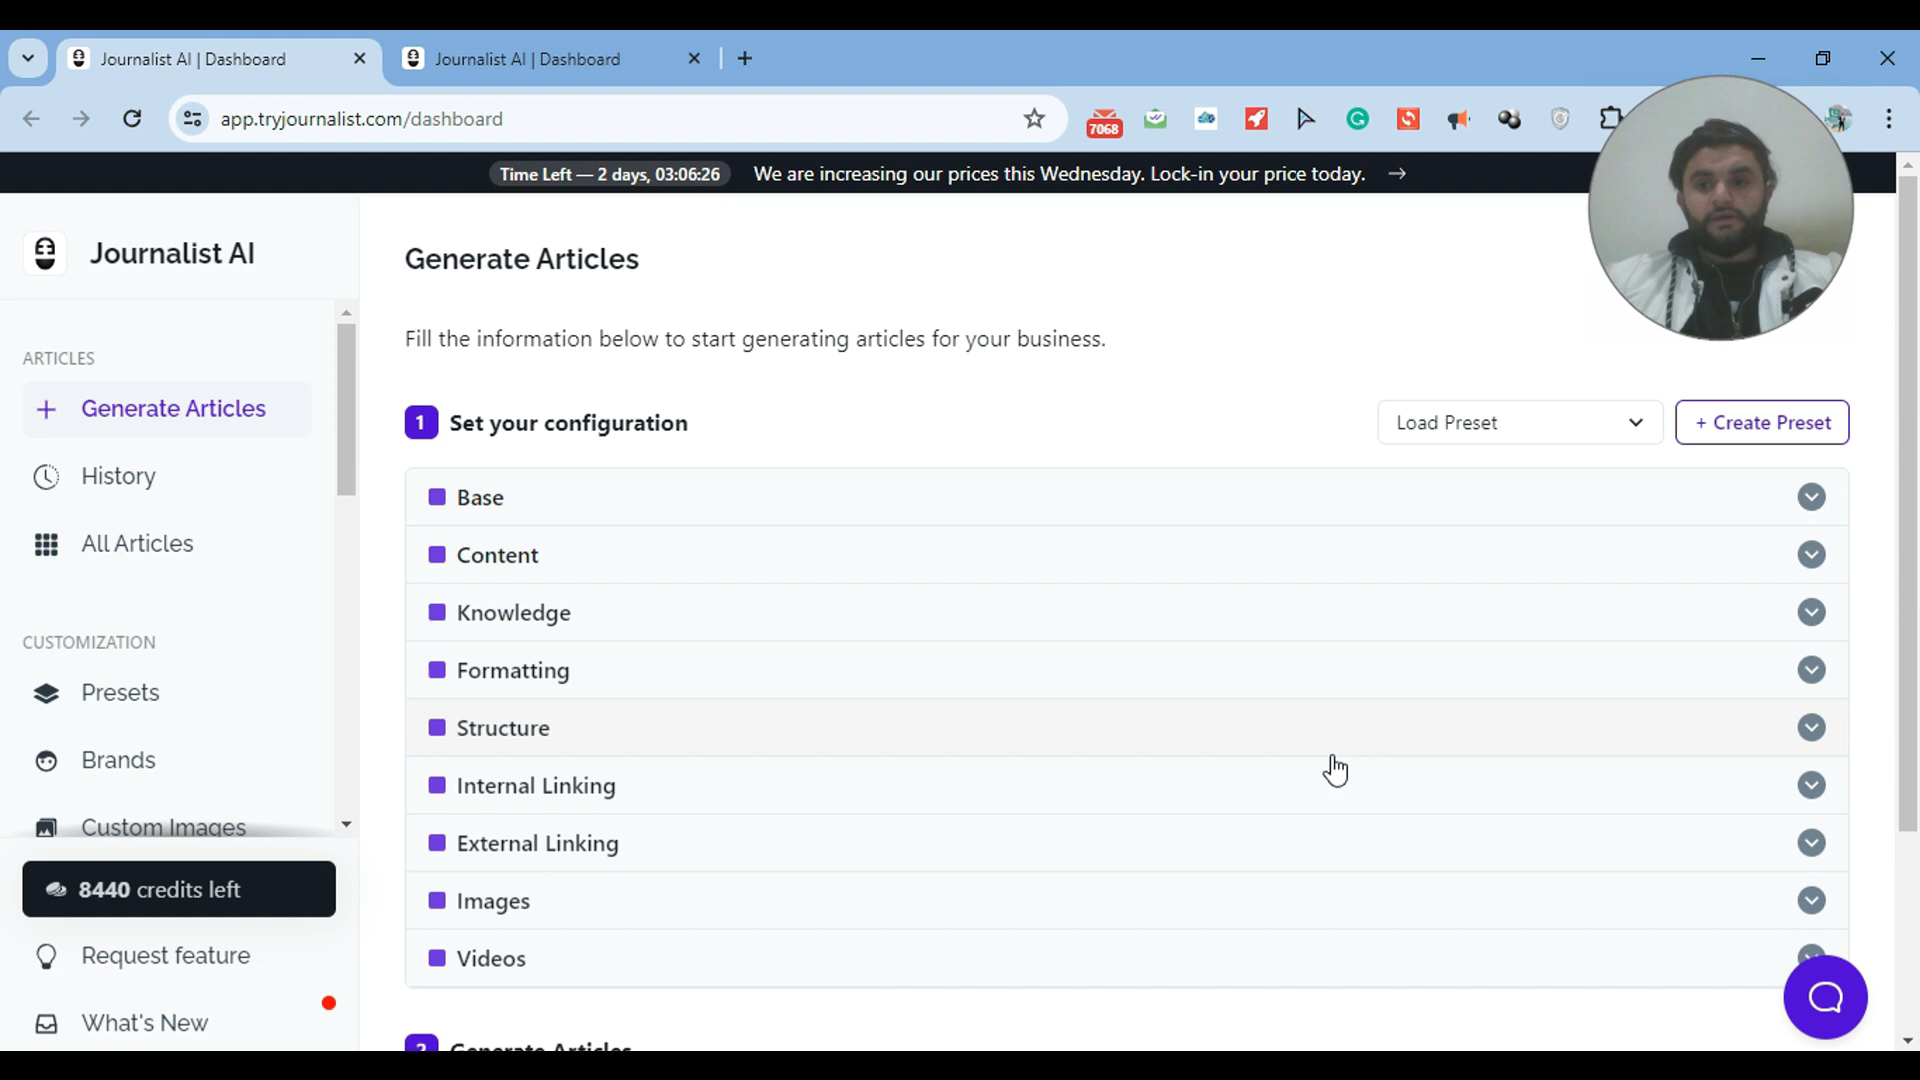 Journalist AI | Dashboard
Journalist AI | Dashboard
app.tryjournalist.com/dashboard
7068
Time Left — 2 days, 03:06:26 We are increasing our prices this Wednesday. Lock-in your price today. →
Journalist AI
ARTICLES
Generate Articles
History
All Articles
CUSTOMIZATION
Presets
Brands
Custom Images
8440 credits left
Request feature
What's New
Generate Articles
Fill the information below to start generating articles for your business.
1 Set your configuration
Load Preset
+ Create Preset
Base
Content
Knowledge
Formatting
Structure
Internal Linking
External Linking
Images
Videos
2 Generate Articles